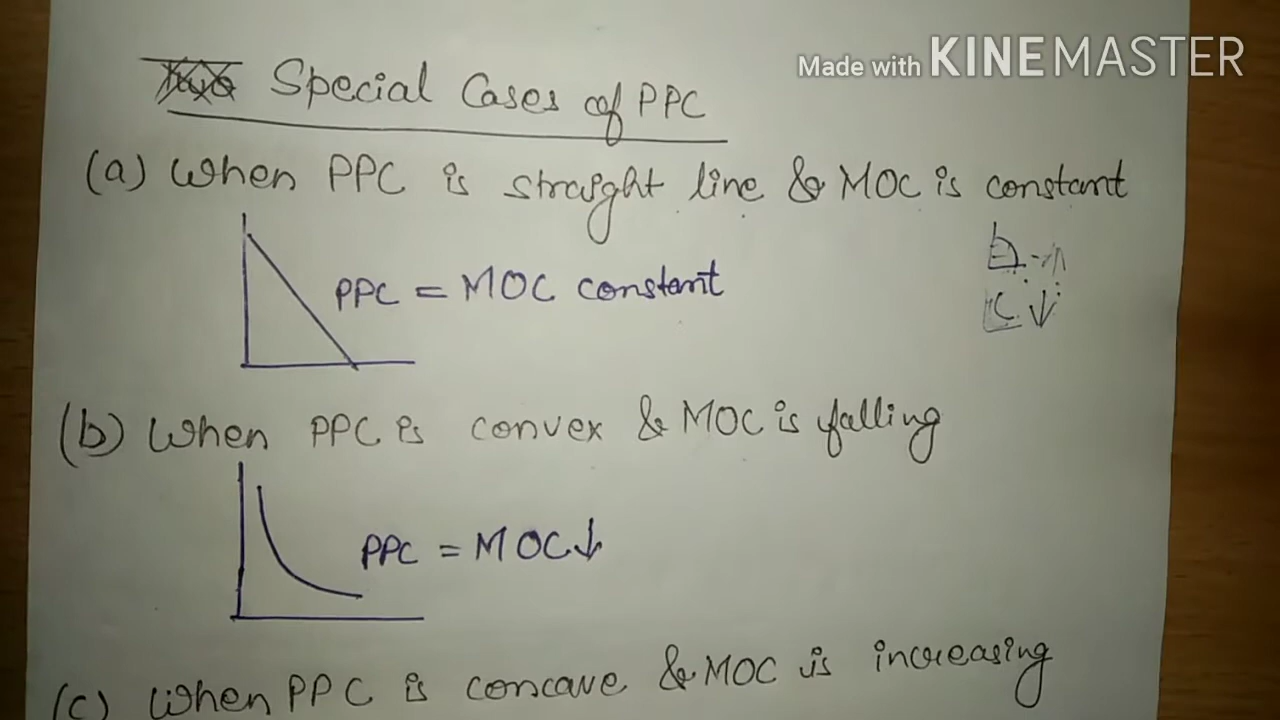 Made with KINEMASTER
Special Cases of PPC
(a) When PPC is straight line & MOC is constant
PPC = MOC constant
(b) When PPC is convex & MOC is falling
PPC = MOC↓
(c) When PPC is concave & MOC is increasing